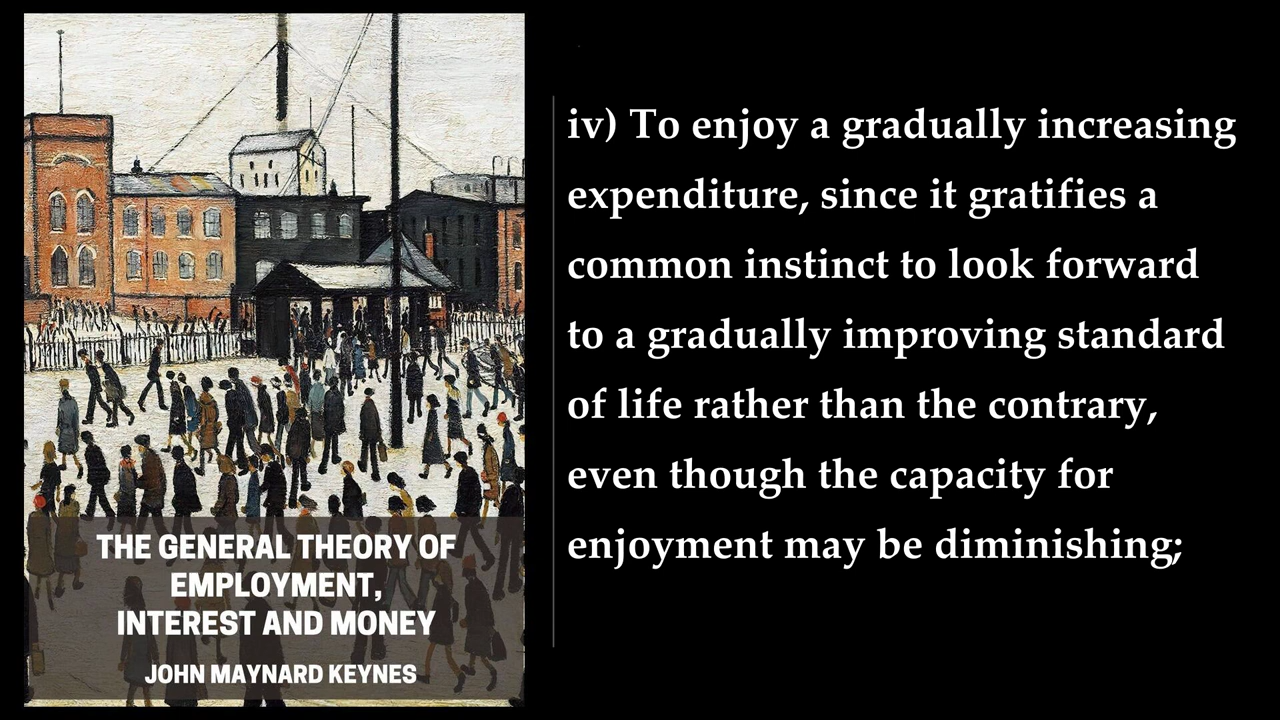 THE GENERAL THEORY OF
EMPLOYMENT,
INTEREST AND MONEY
JOHN MAYNARD KEYNES
iv) To enjoy a gradually increasing
expenditure, since it gratifies a
common instinct to look forward
to a gradually improving standard
of life rather than the contrary,
even though the capacity for
enjoyment may be diminishing;